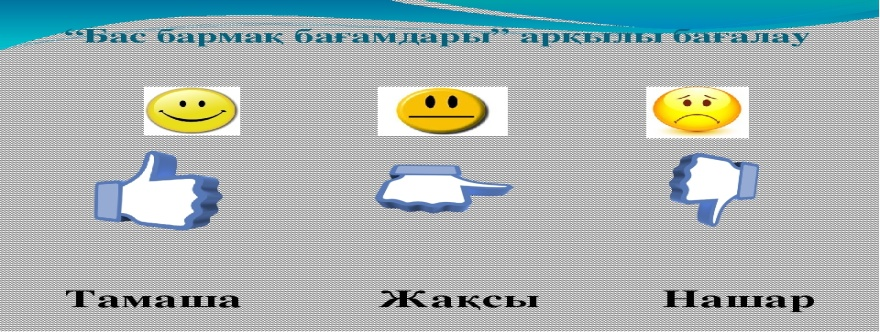 “Бас бармақ бағамдары” арқылы бағалау
Тамаша Жақсы Нашар